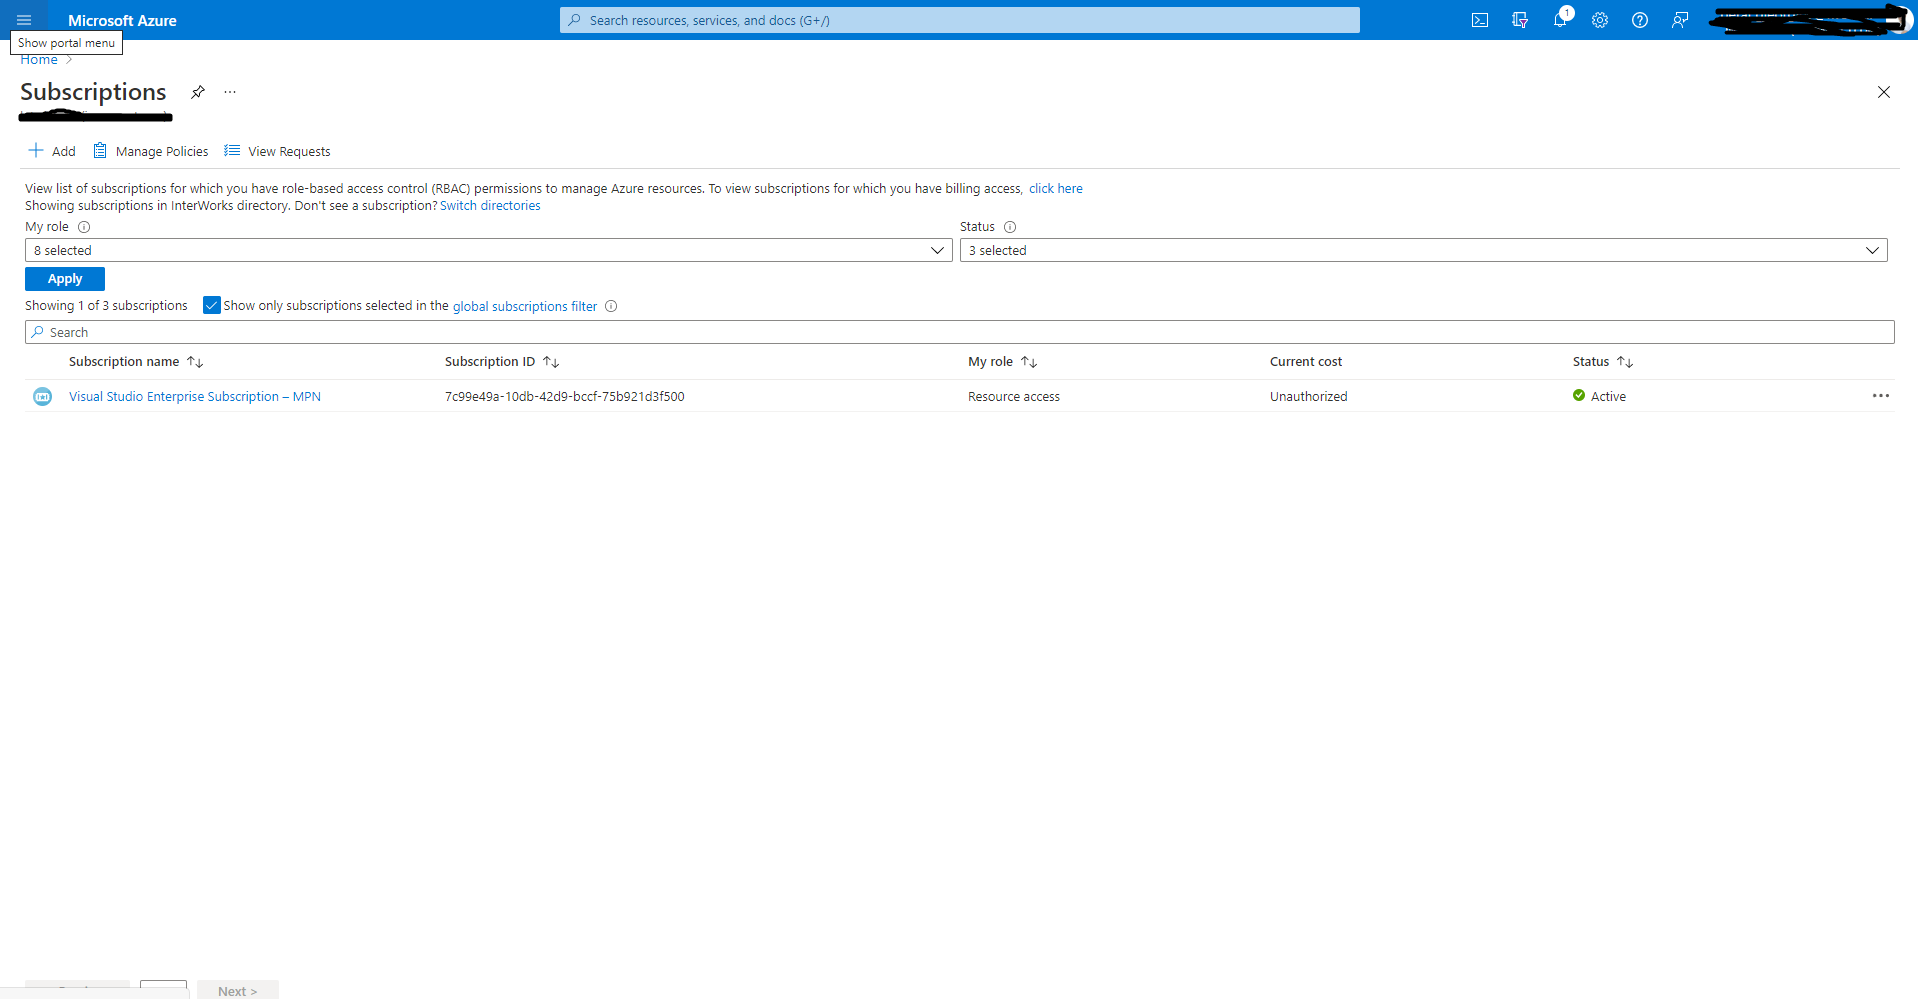 Microsoft Azure
Search resources, services, and docs (G+/)
1
Show portal menu
Home >
Subscriptions
Add
Manage Policies
View Requests
View list of subscriptions for which you have role-based access control (RBAC) permissions to manage Azure resources. To view subscriptions for which you have billing access, click here
Showing subscriptions in InterWorks directory. Don't see a subscription? Switch directories
My role
Status
8 selected
3 selected
Apply
Showing 1 of 3 subscriptions
Show only subscriptions selected in the global subscriptions filter
Search
Subscription name ↑↓ Subscription ID ↑↓ My role ↑↓ Current cost Status ↑↓
Visual Studio Enterprise Subscription – MPN 7c99e49a-10db-42d9-bccf-75b921d3f500 Resource access Unauthorized Active
Next >